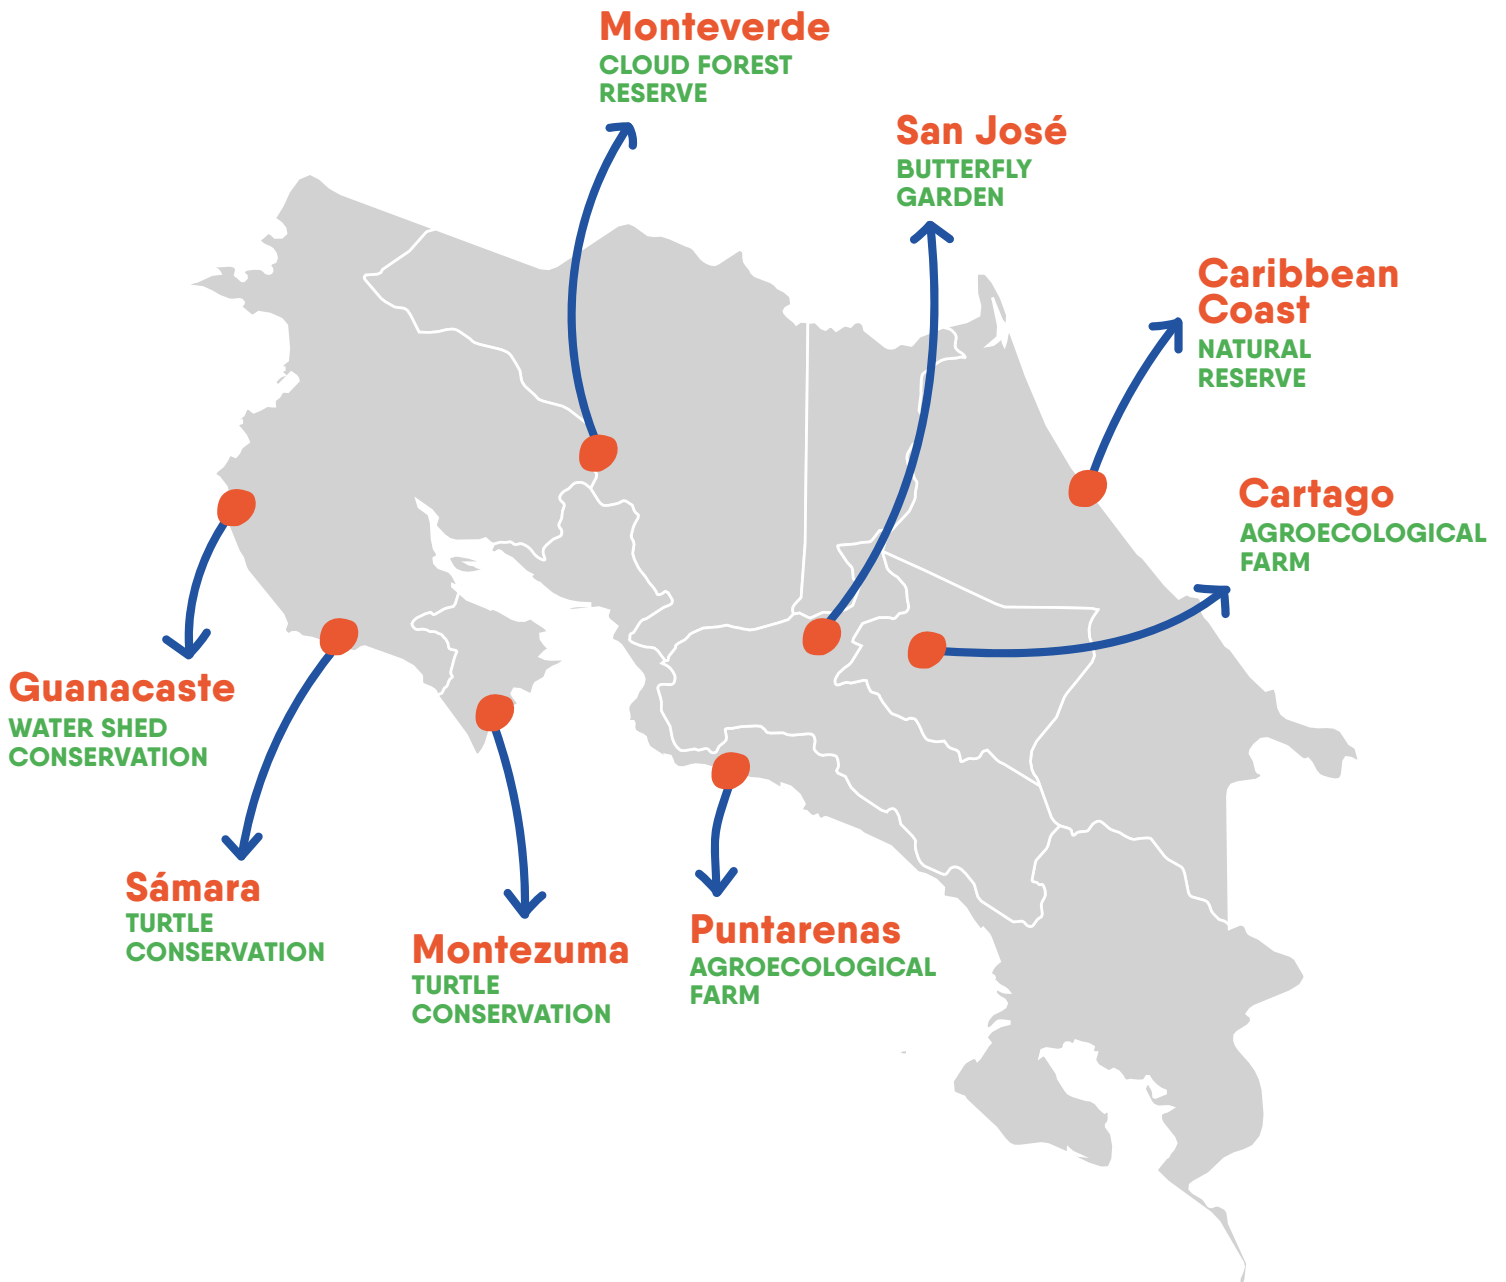 Monteverde
CLOUD FOREST
RESERVE
San José
BUTTERFLY
GARDEN
Caribbean
Coast
NATURAL
RESERVE
Cartago
AGROECOLOGICAL
FARM
Guanacaste
WATER SHED
CONSERVATION
Sámara
TURTLE
CONSERVATION
Montezuma
TURTLE
CONSERVATION
Puntarenas
AGROECOLOGICAL
FARM